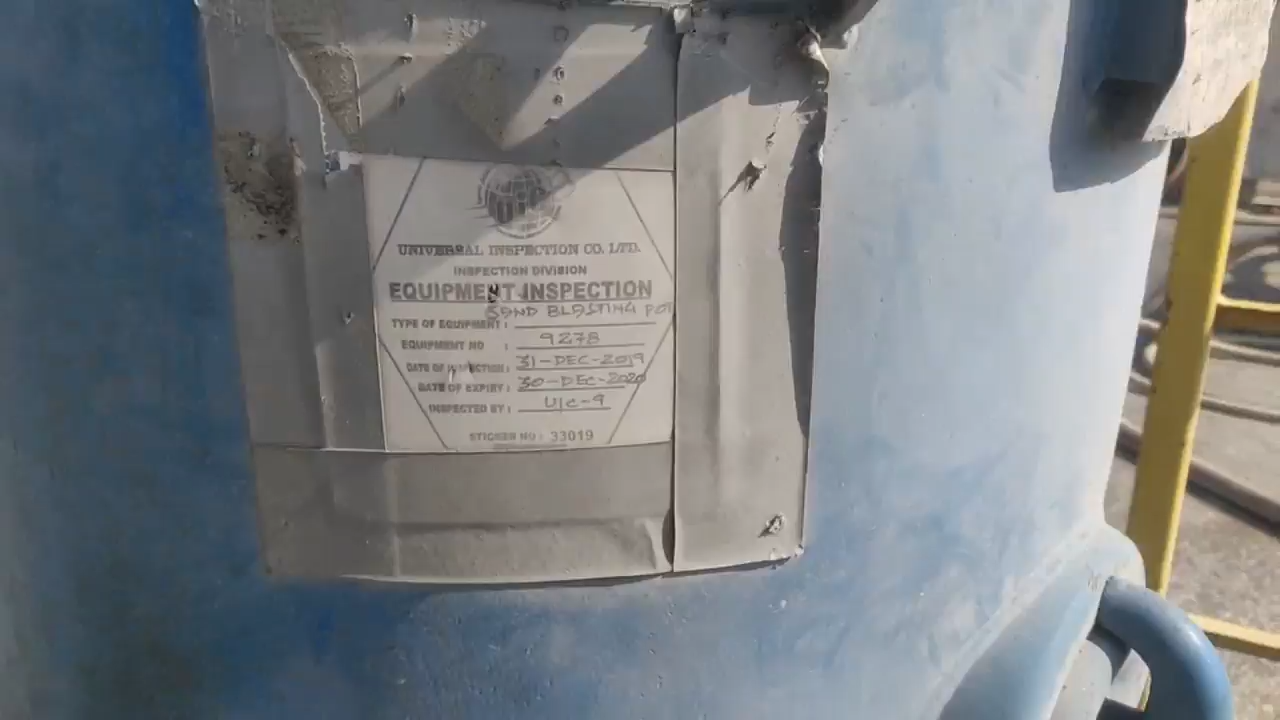 UNIVERSAL INSPECTION CO. LTD.
INSPECTION DIVISION
EQUIPMENT INSPECTION
TYPE OF EQUIPMENT : SAND BLASTING POT
EQUIPMENT NO : 9278
DATE OF INSPECTION : 31-DEC-2019
DATE OF EXPIRY : 30-DEC-2020
INSPECTED BY : UIC-9
STICKER NO : 33019